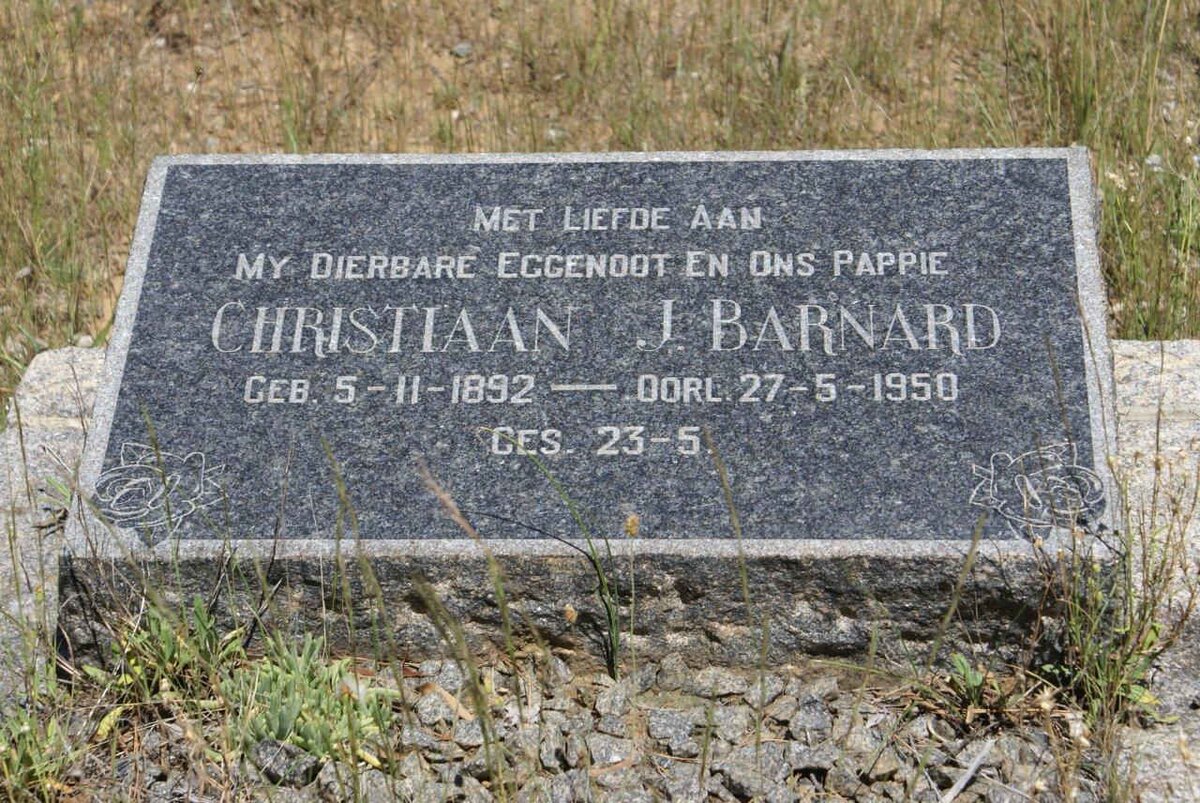 MET LIEFDE AAN
MY DIERBARE EGGENOOT EN ONS PAPPIE
CHRISTIAAN J. BARNARD
GEB. 5-11-1892 — OORL. 27-5-1950
GES. 23-5.